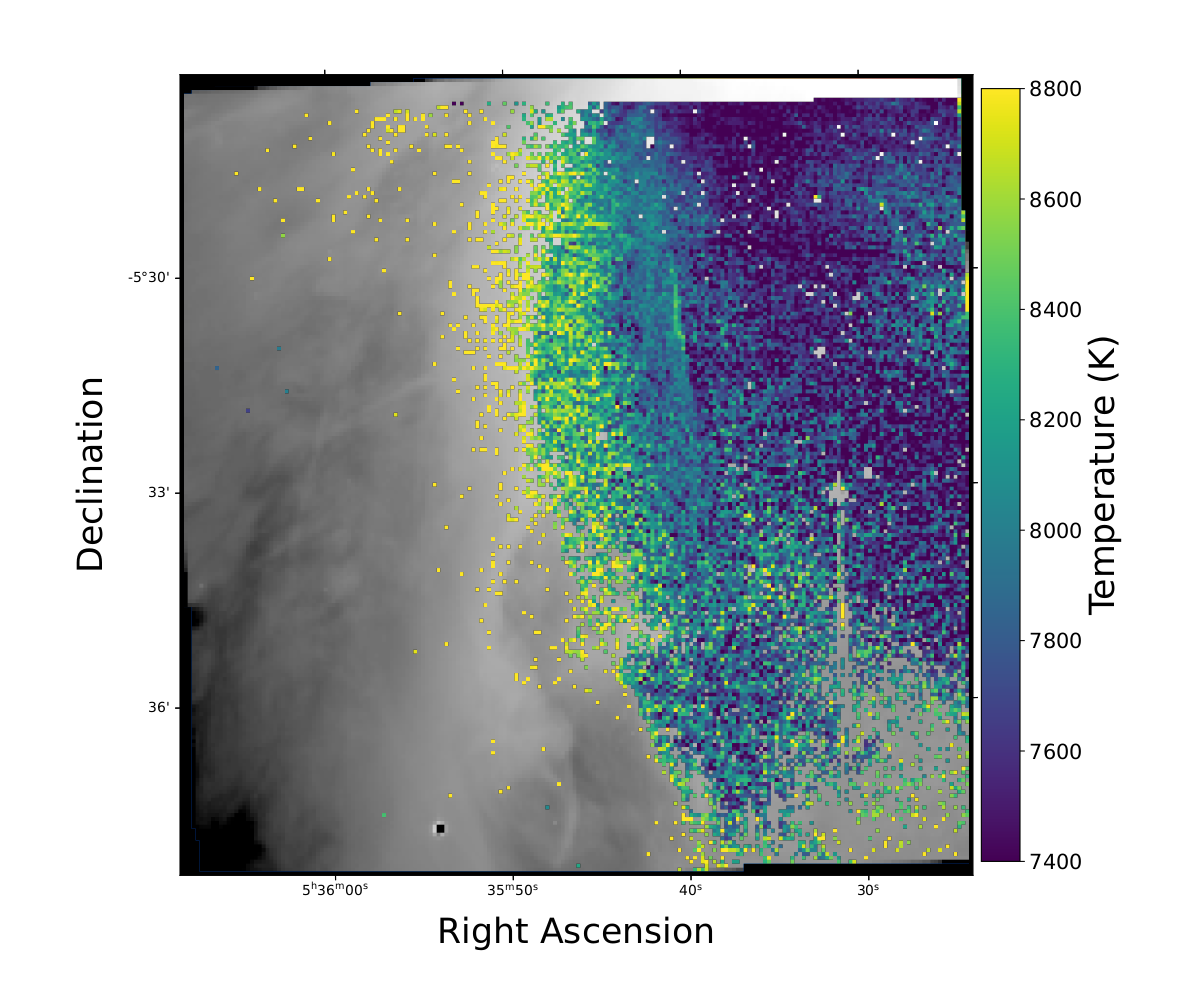 8800
8600
8400
8200
8000
7800
7600
7400
Temperature (K)
-5°30'
33'
36'
Declination
5ʰ36ᵐ00ˢ
35ᵐ50ˢ
40ˢ
30ˢ
Right Ascension